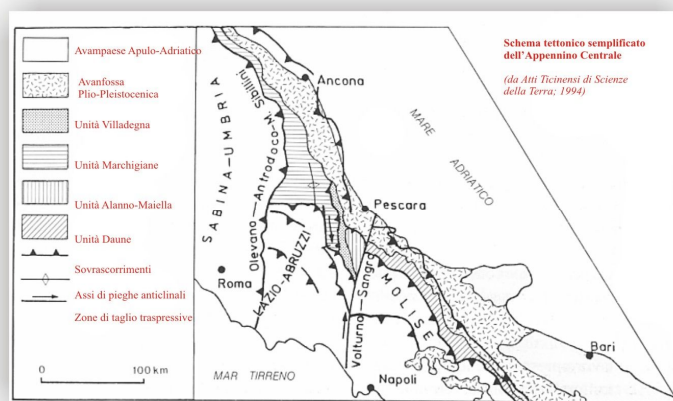 Avampaese Apulo-Adriatico
Avanfossa
Plio-Pleistocenica
Unità Villadegna
Unità Marchigiane
Unità Alanno-Maiella
Unità Daune
Sovrascorrimenti
Assi di pieghe anticlinali
Zone di taglio traspressive
0 100 km
Schema tettonico semplificato
dell'Appennino Centrale
(da Atti Ticinensi di Scienze
della Terra; 1994)
Ancona
MARE
ADRIATICO
SABINA-UMBRIA
Olevano-Antrodoco-M. Sibillini
Pescara
Roma
LAZIO-ABRUZZI
Volturno-Sangro
MOLISE
Bari
MAR TIRRENO
Napoli